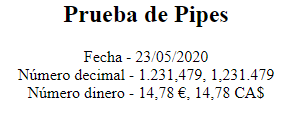 Prueba de Pipes
Fecha - 23/05/2020
Número decimal - 1.231,479, 1,231.479
Número dinero - 14,78 €, 14,78 CA$